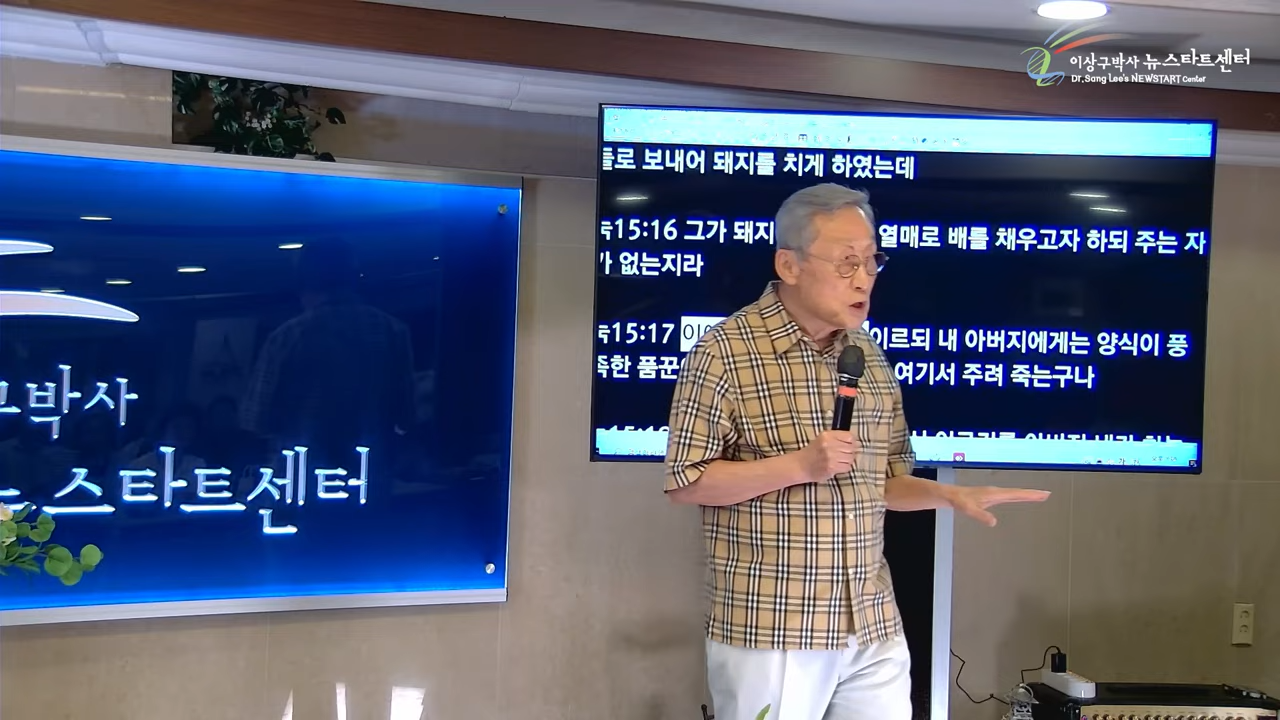 이상구박사 뉴스타트센터
Dr. Sang Lee's NEWSTART Center
들로 보내어 돼지를 치게 하였는데
눅15:16 그가 돼지 열매로 배를 채우고자 하되 주는 자
가 없는지라
눅15:17 이에 이르되 내 아버지에게는 양식이 풍
족한 품꾼 여기서 주려 죽는구나
구박사
뉴스타트센터